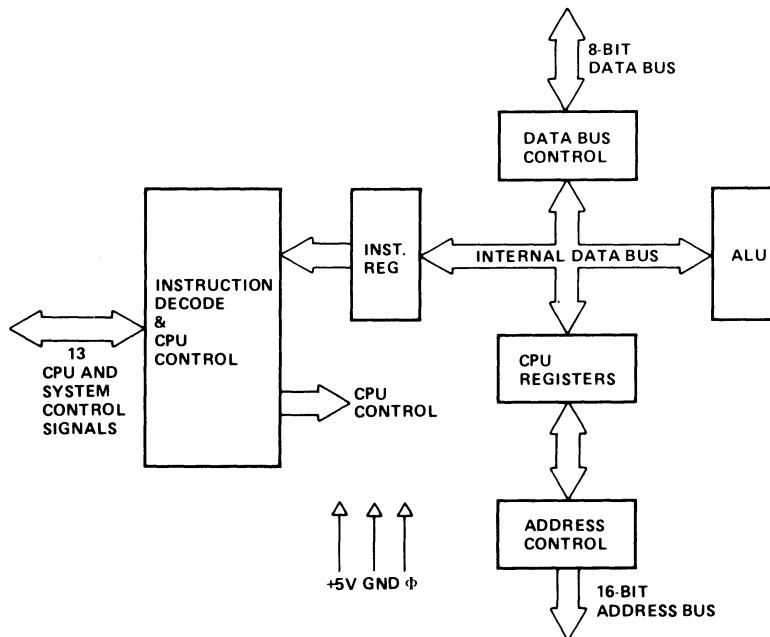 8-BIT
DATA BUS
DATA BUS
CONTROL
INST.
REG
INTERNAL DATA BUS
ALU
INSTRUCTION
DECODE
&
CPU
CONTROL
13
CPU AND
SYSTEM
CONTROL
SIGNALS
CPU
REGISTERS
CPU
CONTROL
ADDRESS
CONTROL
+5V GND Φ
16-BIT
ADDRESS BUS